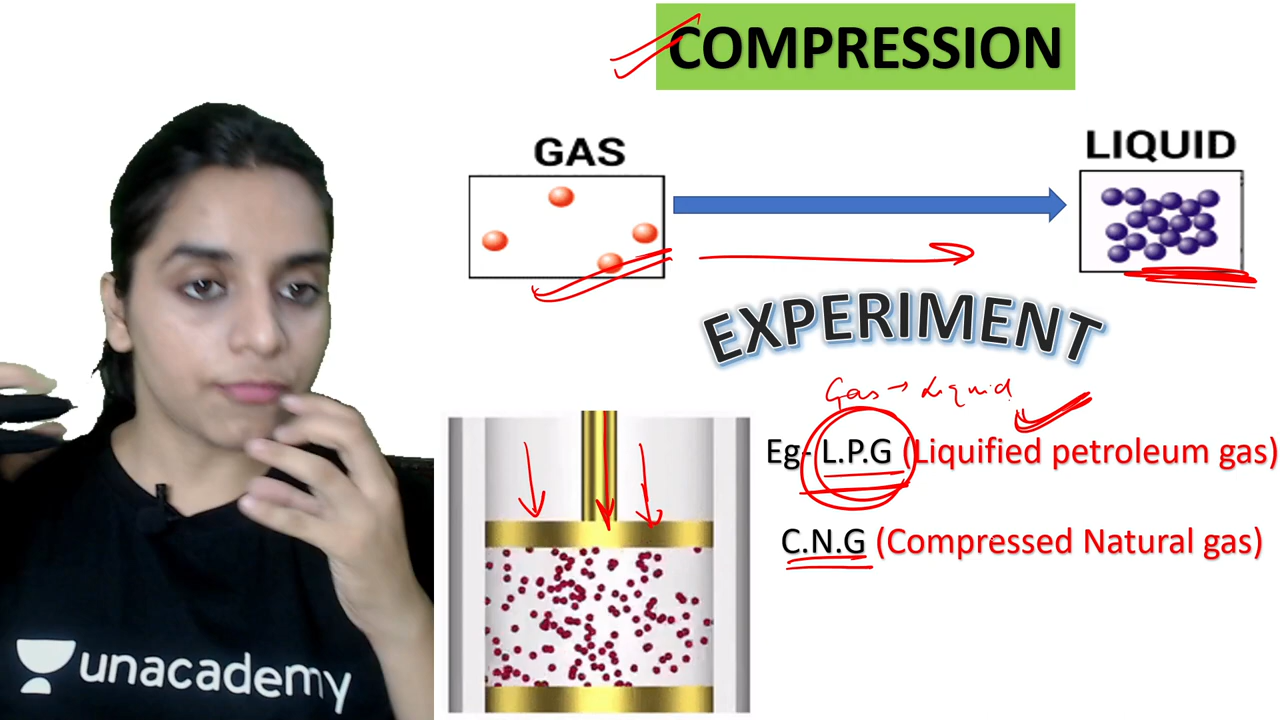 COMPRESSION
GAS
LIQUID
EXPERIMENT
Gas → Liquid
Eg- L.P.G (Liquified petroleum gas)
C.N.G (Compressed Natural gas)
unacademy